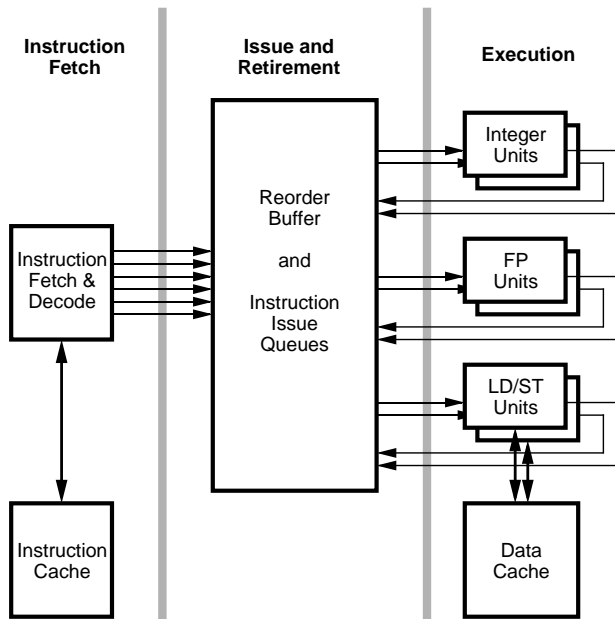 Instruction
Fetch
Issue and
Retirement
Execution
Integer
Units
Reorder
Buffer
and
Instruction
Issue
Queues
Instruction
Fetch &
Decode
FP
Units
LD/ST
Units
Instruction
Cache
Data
Cache